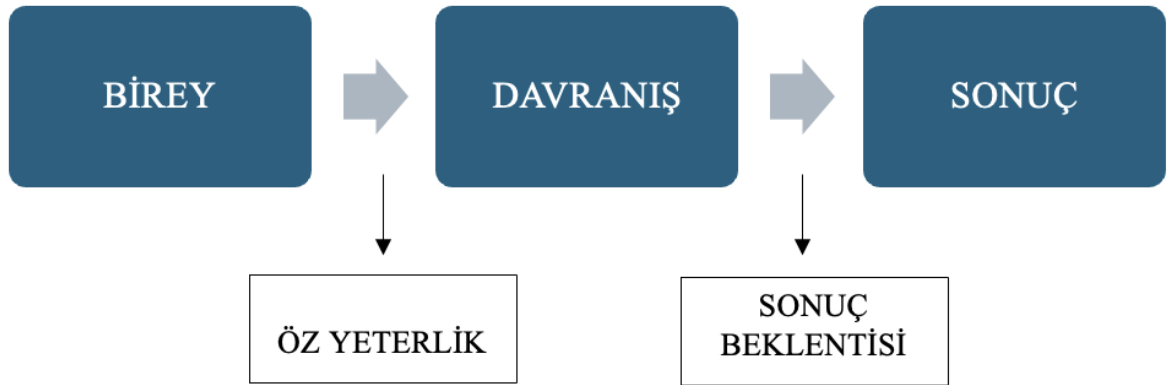 BİREY
DAVRANIŞ
SONUÇ
ÖZ YETERLİK
SONUÇ
BEKLENTİSİ